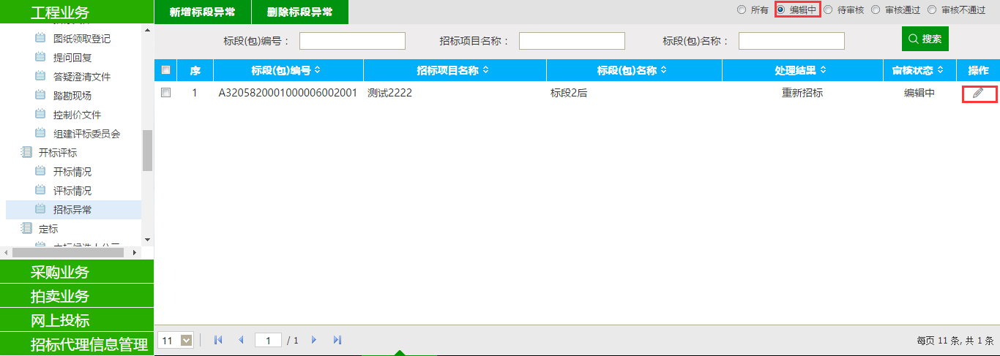 工程业务
图纸领取登记
提问回复
答疑澄清文件
踏勘现场
控制价文件
组建评标委员会
开标评标
开标情况
评标情况
招标异常
定标
采购业务
拍卖业务
网上投标
招标代理信息管理
新增标段异常 删除标段异常
所有 编辑中 待审核 审核通过 审核不通过
标段(包)编号： 招标项目名称： 标段(包)名称： 搜索
序 标段(包)编号 招标项目名称 标段(包)名称 处理结果 审核状态 操作
1 A3205820001000006002001 测试2222 标段2后 重新招标 编辑中
11 1 / 1 每页 11 条, 共 1 条